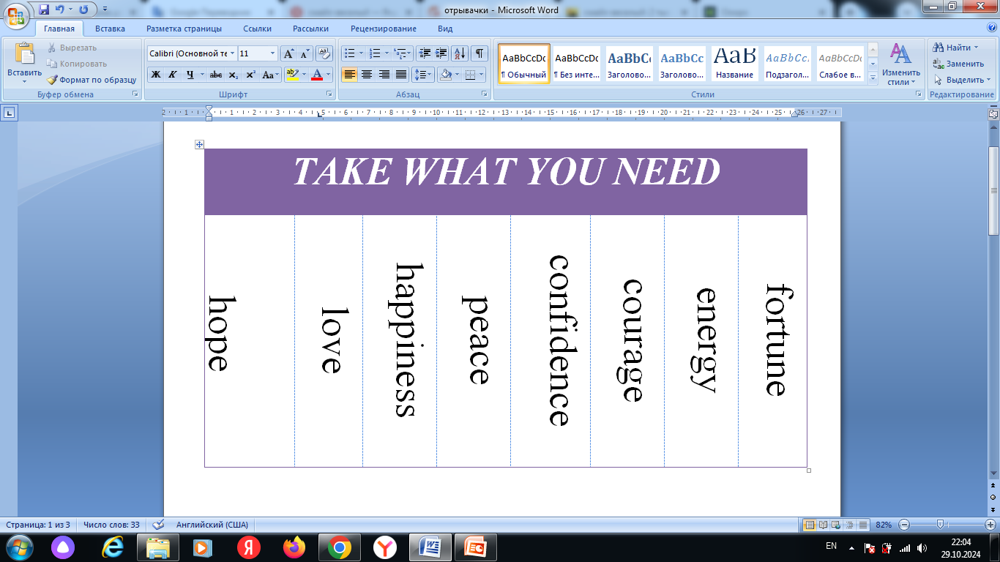 отрывачки - Microsoft Word
Главная
Вставка
Разметка страницы
Ссылки
Рассылки
Рецензирование
Вид
Вставить
Вырезать
Копировать
Формат по образцу
Буфер обмена
Calibri (Основной те
11
Ж К Ч abc x₂ x² Aa
Шрифт
Абзац
AaBbCcDc
¶ Обычный
AaBbCcDc
¶ Без инте...
AaBbCc
Заголово...
AaBbCc
Заголово...
AaB
Название
AaBbCc.
Подзагол...
AaBbCcDc
Слабое в...
Изменить стили
Стили
Найти
Заменить
Выделить
Редактирование
2 1 1 2 3 4 5 6 7 8 9 10 11 12 13 14 15 16 17 18 19 20 21 22 23 24 25 26 27
TAKE WHAT YOU NEED
hope
love
happiness
peace
confidence
courage
energy
fortune
Страница: 1 из 3
Число слов: 33
Английский (США)
82%
EN
22:04
29.10.2024